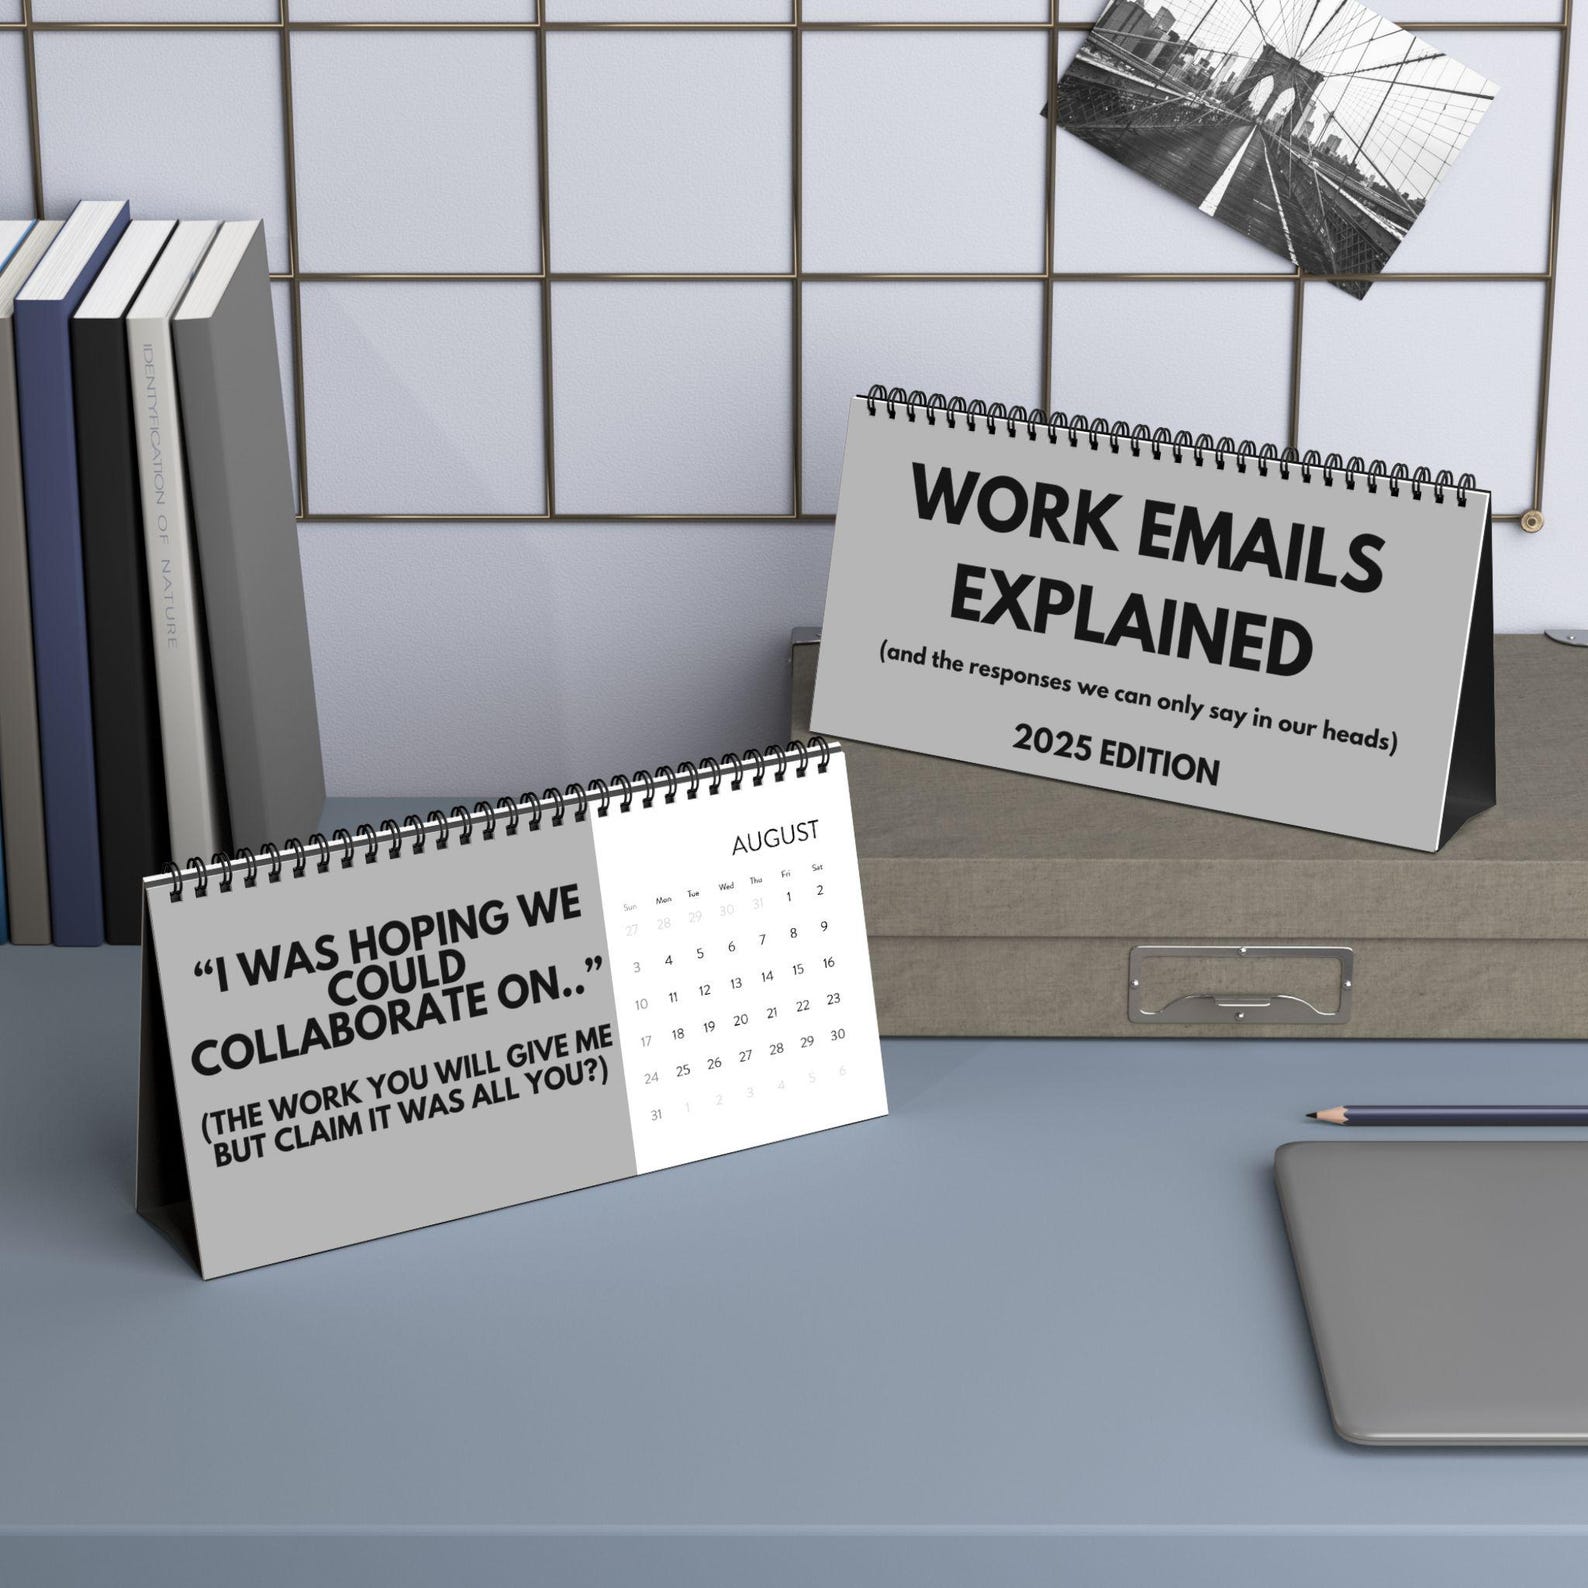 IDENTYFICATION OF NATURE
WORK EMAILS
EXPLAINED
(and the responses we can only say in our heads)
2025 EDITION
“I WAS HOPING WE
COULD
COLLABORATE ON..”
(THE WORK YOU WILL GIVE ME
BUT CLAIM IT WAS ALL YOU?)
AUGUST
Sun Mon Tue Wed Thu Fri Sat
27 28 29 30 31 1 2
3 4 5 6 7 8 9
10 11 12 13 14 15 16
17 18 19 20 21 22 23
24 25 26 27 28 29 30
31 1 2 3 4 5 6